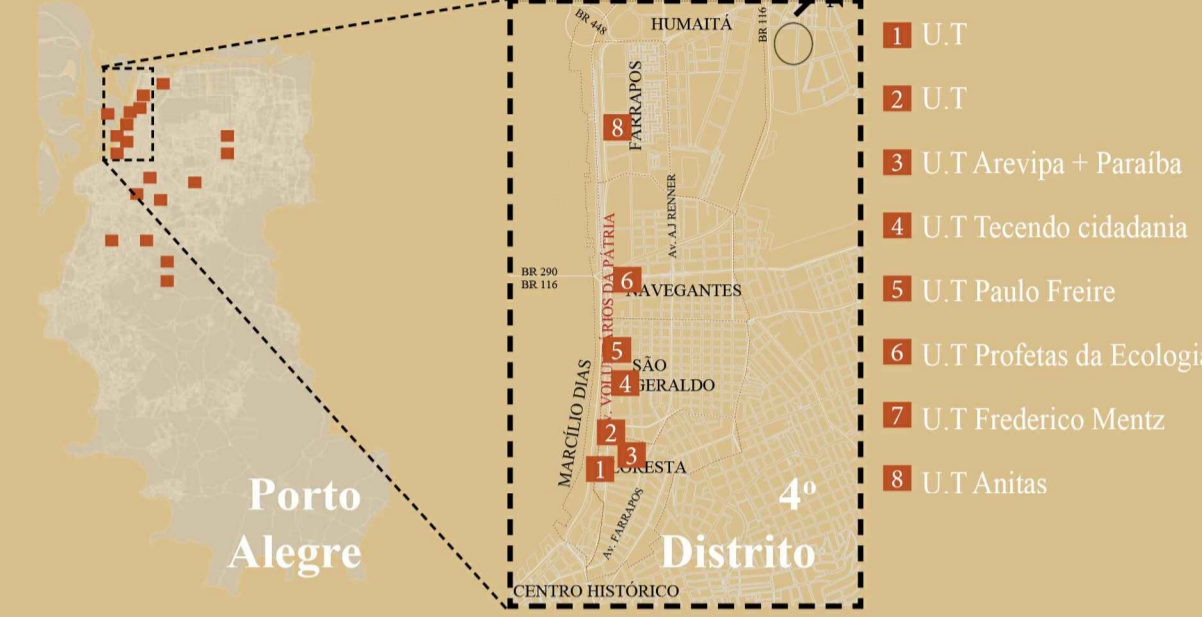 Porto
Alegre
BR 448
HUMAITÁ
BR 116
FARRAPOS
8
Av. AJ RENNER
BR 290
BR 116
6
NAVEGANTES
5
SÃO
4
GERALDO
MARCÍLIO DIAS
2
3
1
Av. FARRAPOS
4º
Distrito
CENTRO HISTÓRICO
1 U.T
2 U.T
3 U.T Arevipa + Paraíba
4 U.T Tecendo cidadania
5 U.T Paulo Freire
6 U.T Profetas da Ecologia
7 U.T Frederico Mentz
8 U.T Anitas